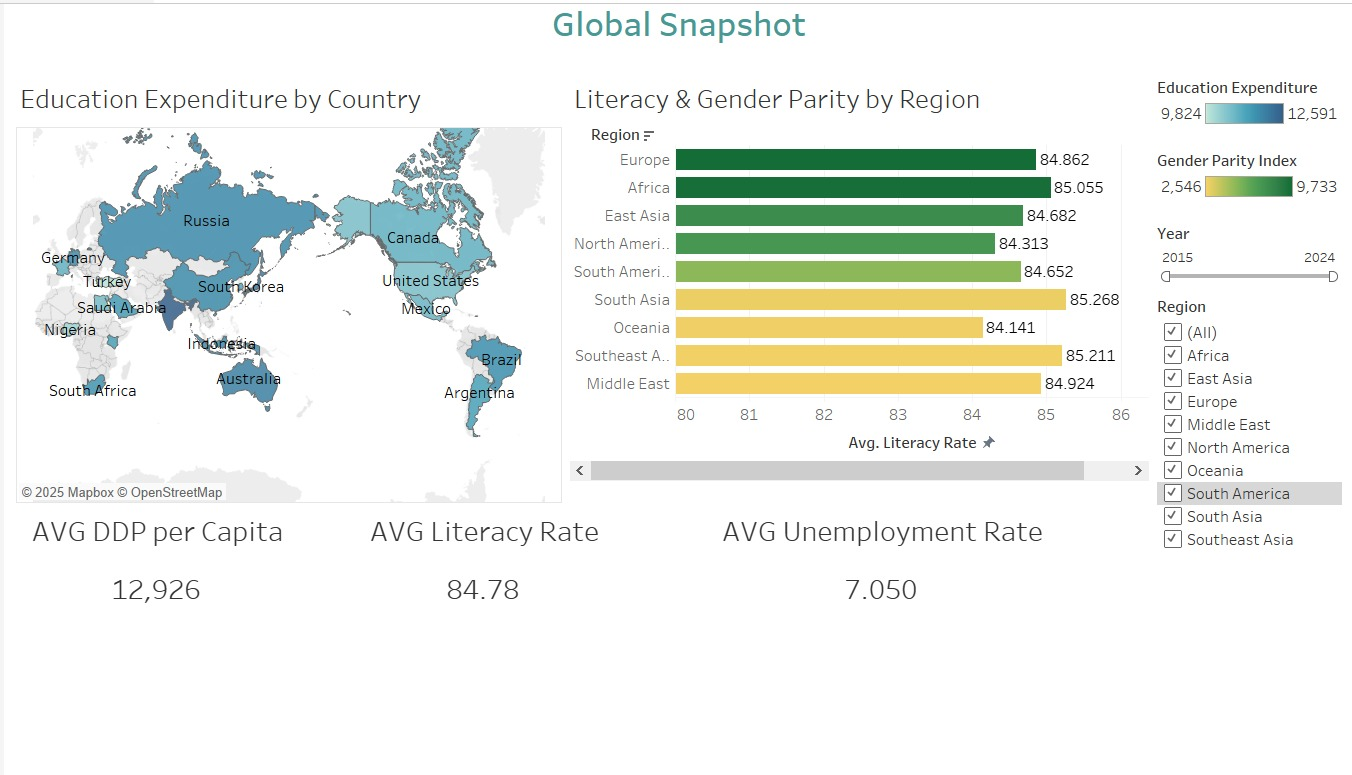 Global Snapshot
Education Expenditure by Country
Russia
Canada
Germany
Turkey
South Korea
United States
Saudi Arabia
Mexico
Nigeria
Indonesia
Brazil
Australia
South Africa
Argentina
© 2025 Mapbox © OpenStreetMap
Literacy & Gender Parity by Region
Region
Europe 84.862
Africa 85.055
East Asia 84.682
North Ameri.. 84.313
South Ameri.. 84.652
South Asia 85.268
Oceania 84.141
Southeast A.. 85.211
Middle East 84.924
80 81 82 83 84 85 86
Avg. Literacy Rate
Education Expenditure
9,824 12,591
Gender Parity Index
2,546 9,733
Year
2015 2024
Region
(All)
Africa
East Asia
Europe
Middle East
North America
Oceania
South America
South Asia
Southeast Asia
AVG DDP per Capita
12,926
AVG Literacy Rate
84.78
AVG Unemployment Rate
7.050